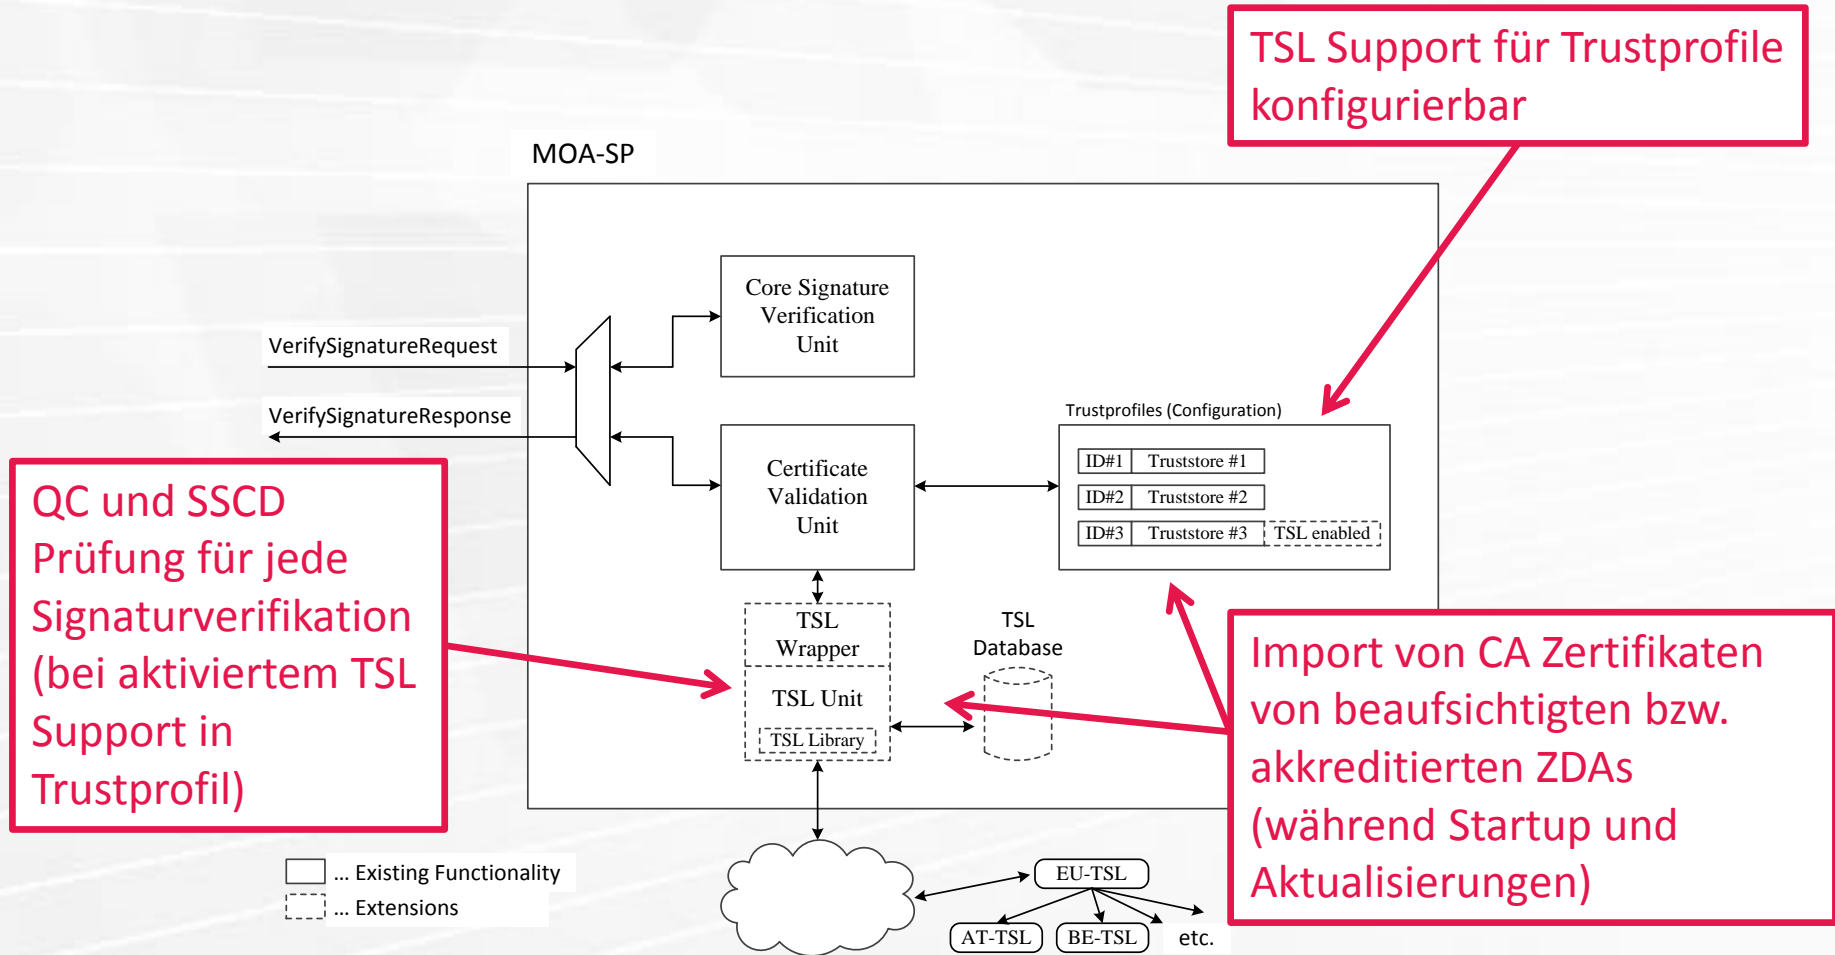 TSL Support für Trustprofile
konfigurierbar
MOA-SP
Core Signature
Verification
Unit
VerifySignatureRequest
VerifySignatureResponse
Trustprofiles (Configuration)
ID#1 Truststore #1
ID#2 Truststore #2
ID#3 Truststore #3 TSL enabled
Certificate
Validation
Unit
QC und SSCD
Prüfung für jede
Signaturverifikation
(bei aktiviertem TSL
Support in
Trustprofil)
TSL
Wrapper
TSL Unit
TSL Library
TSL
Database
Import von CA Zertifikaten
von beaufsichtigten bzw.
akkreditierten ZDAs
(während Startup und
Aktualisierungen)
... Existing Functionality
... Extensions
EU-TSL
AT-TSL
BE-TSL
etc.